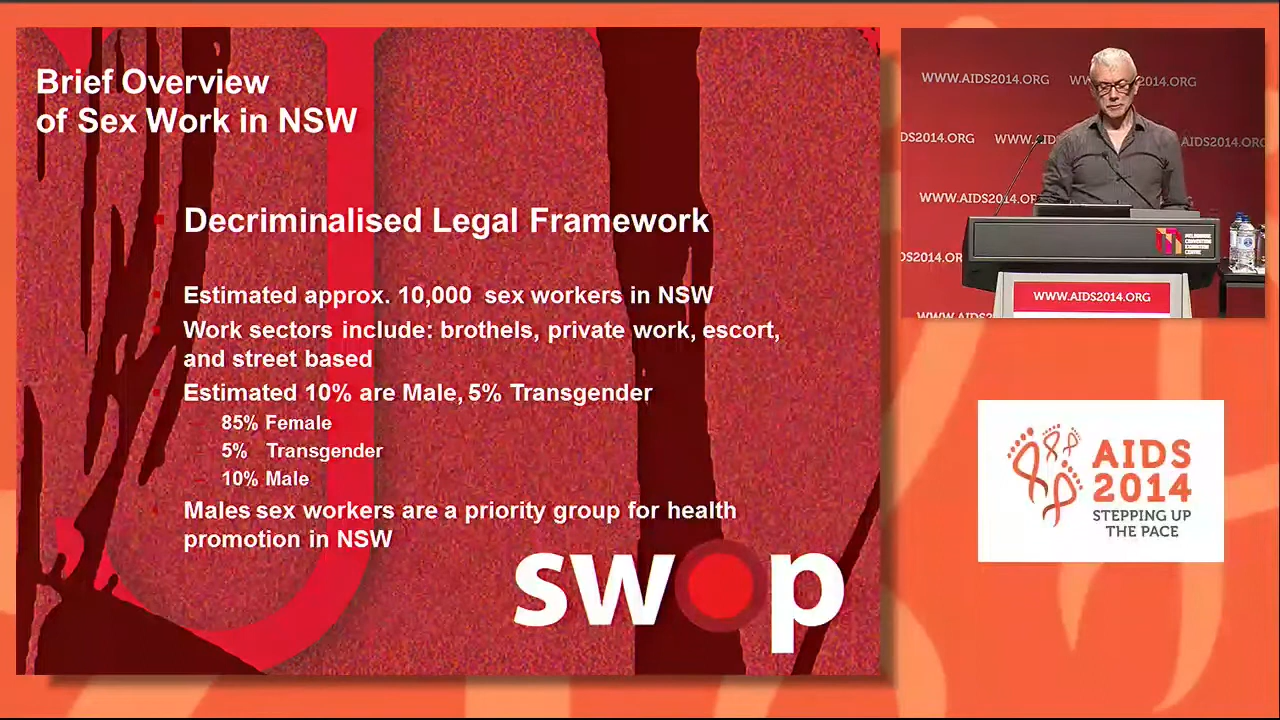 Brief Overview
of Sex Work in NSW
Decriminalised Legal Framework
Estimated approx. 10,000 sex workers in NSW
Work sectors include: brothels, private work, escort,
and street based
Estimated 10% are Male, 5% Transgender
85% Female
5% Transgender
10% Male
Males sex workers are a priority group for health
promotion in NSW
swop
WWW.AIDS2014.ORG
WWW.AIDS2014.ORG
AIDS
2014
STEPPING UP
THE PACE